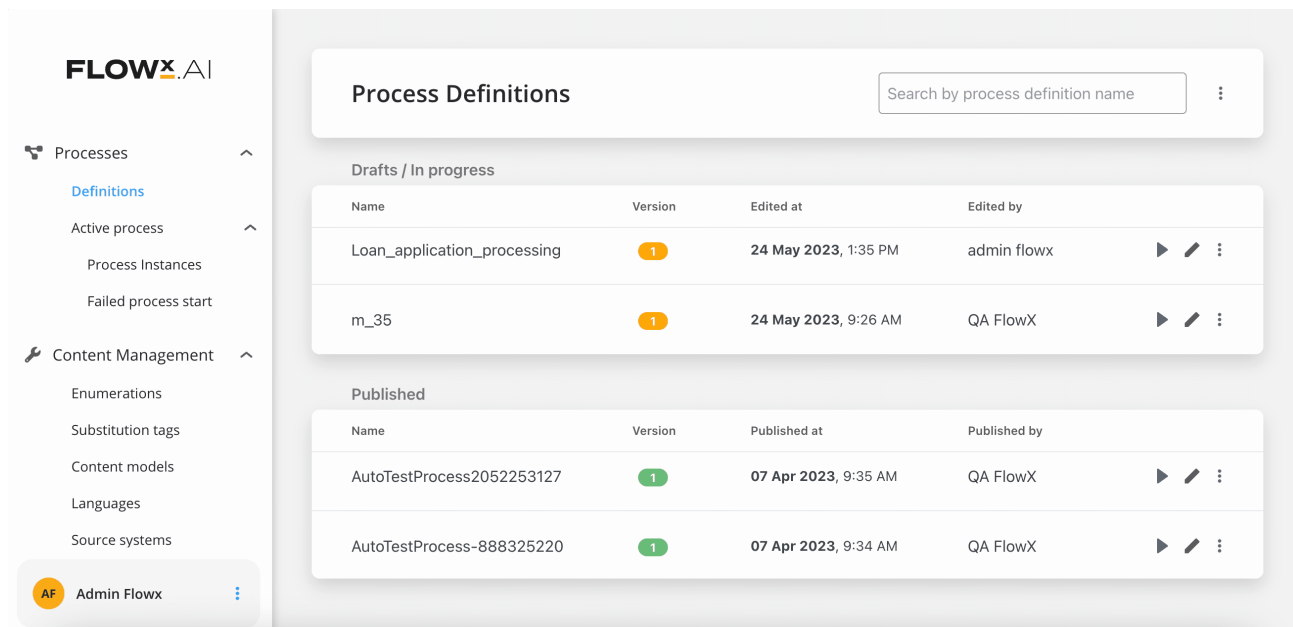 FLOWX.AI
Processes
Definitions
Active process
Process Instances
Failed process start
Content Management
Enumerations
Substitution tags
Content models
Languages
Source systems
AF Admin Flowx
Process Definitions
Search by process definition name
Drafts / In progress
Name Version Edited at Edited by
Loan_application_processing 1 24 May 2023, 1:35 PM admin flowx
m_35 1 24 May 2023, 9:26 AM QA FlowX
Published
Name Version Published at Published by
AutoTestProcess2052253127 1 07 Apr 2023, 9:35 AM QA FlowX
AutoTestProcess-888325220 1 07 Apr 2023, 9:34 AM QA FlowX